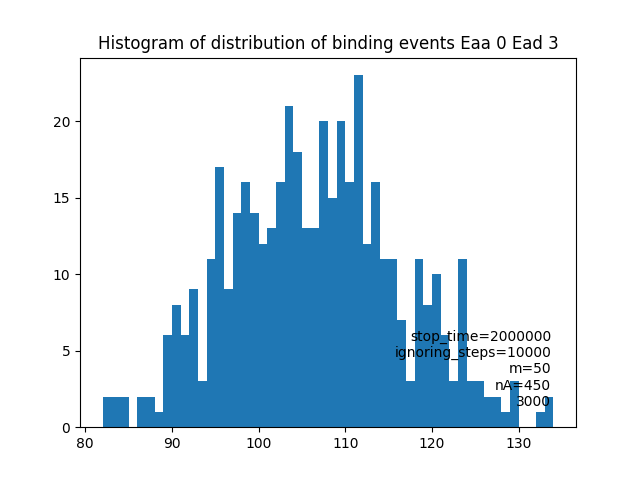 Histogram of distribution of binding events Eaa 0 Ead 3
20
15
10
5
0
stop_time=2000000
ignoring_steps=10000
m=50
nA=450
3000
80 90 100 110 120 130